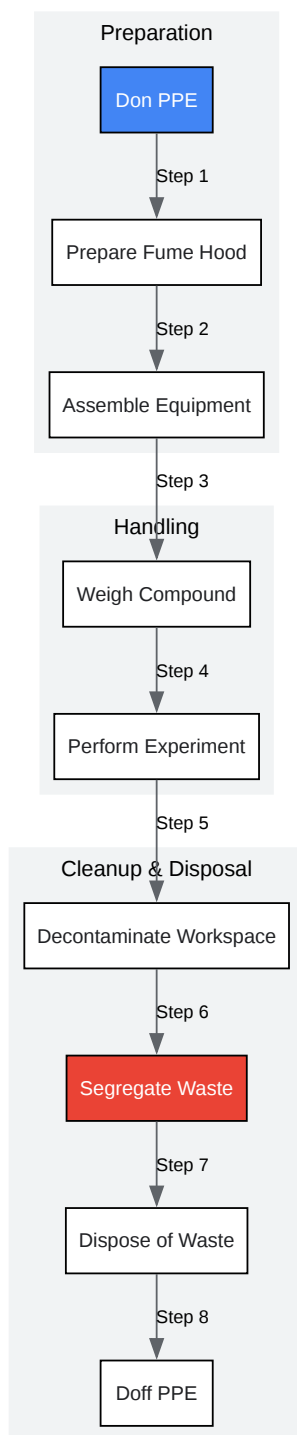 Preparation
Don PPE
Step 1
Prepare Fume Hood
Step 2
Assemble Equipment
Step 3
Handling
Weigh Compound
Step 4
Perform Experiment
Step 5
Cleanup & Disposal
Decontaminate Workspace
Step 6
Segregate Waste
Step 7
Dispose of Waste
Step 8
Doff PPE